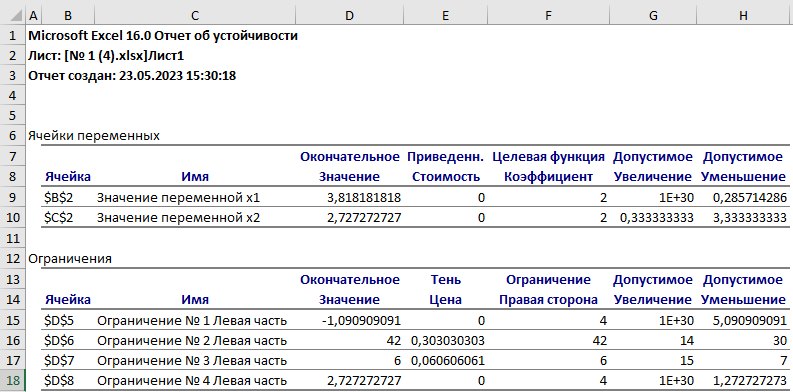 A B C D E F G H
1 Microsoft Excel 16.0 Отчет об устойчивости
2 Лист: [№ 1 (4).xlsx]Лист1
3 Отчет создан: 23.05.2023 15:30:18
4
5
6 Ячейки переменных
7 Окончательное Приведенн. Целевая функция Допустимое Допустимое
8 Ячейка Имя Значение Стоимость Коэффициент Увеличение Уменьшение
9 $B$2 Значение переменной x1 3,818181818 0 2 1E+30 0,285714286
10 $C$2 Значение переменной x2 2,727272727 0 2 0,333333333 3,333333333
11
12 Ограничения
13 Окончательное Тень Ограничение Допустимое Допустимое
14 Ячейка Имя Значение Цена Правая сторона Увеличение Уменьшение
15 $D$5 Ограничение № 1 Левая часть -1,090909091 0 4 1E+30 5,090909091
16 $D$6 Ограничение № 2 Левая часть 42 0,303030303 42 14 30
17 $D$7 Ограничение № 3 Левая часть 6 0,060606061 6 15 7
18 $D$8 Ограничение № 4 Левая часть 2,727272727 0 4 1E+30 1,272727273